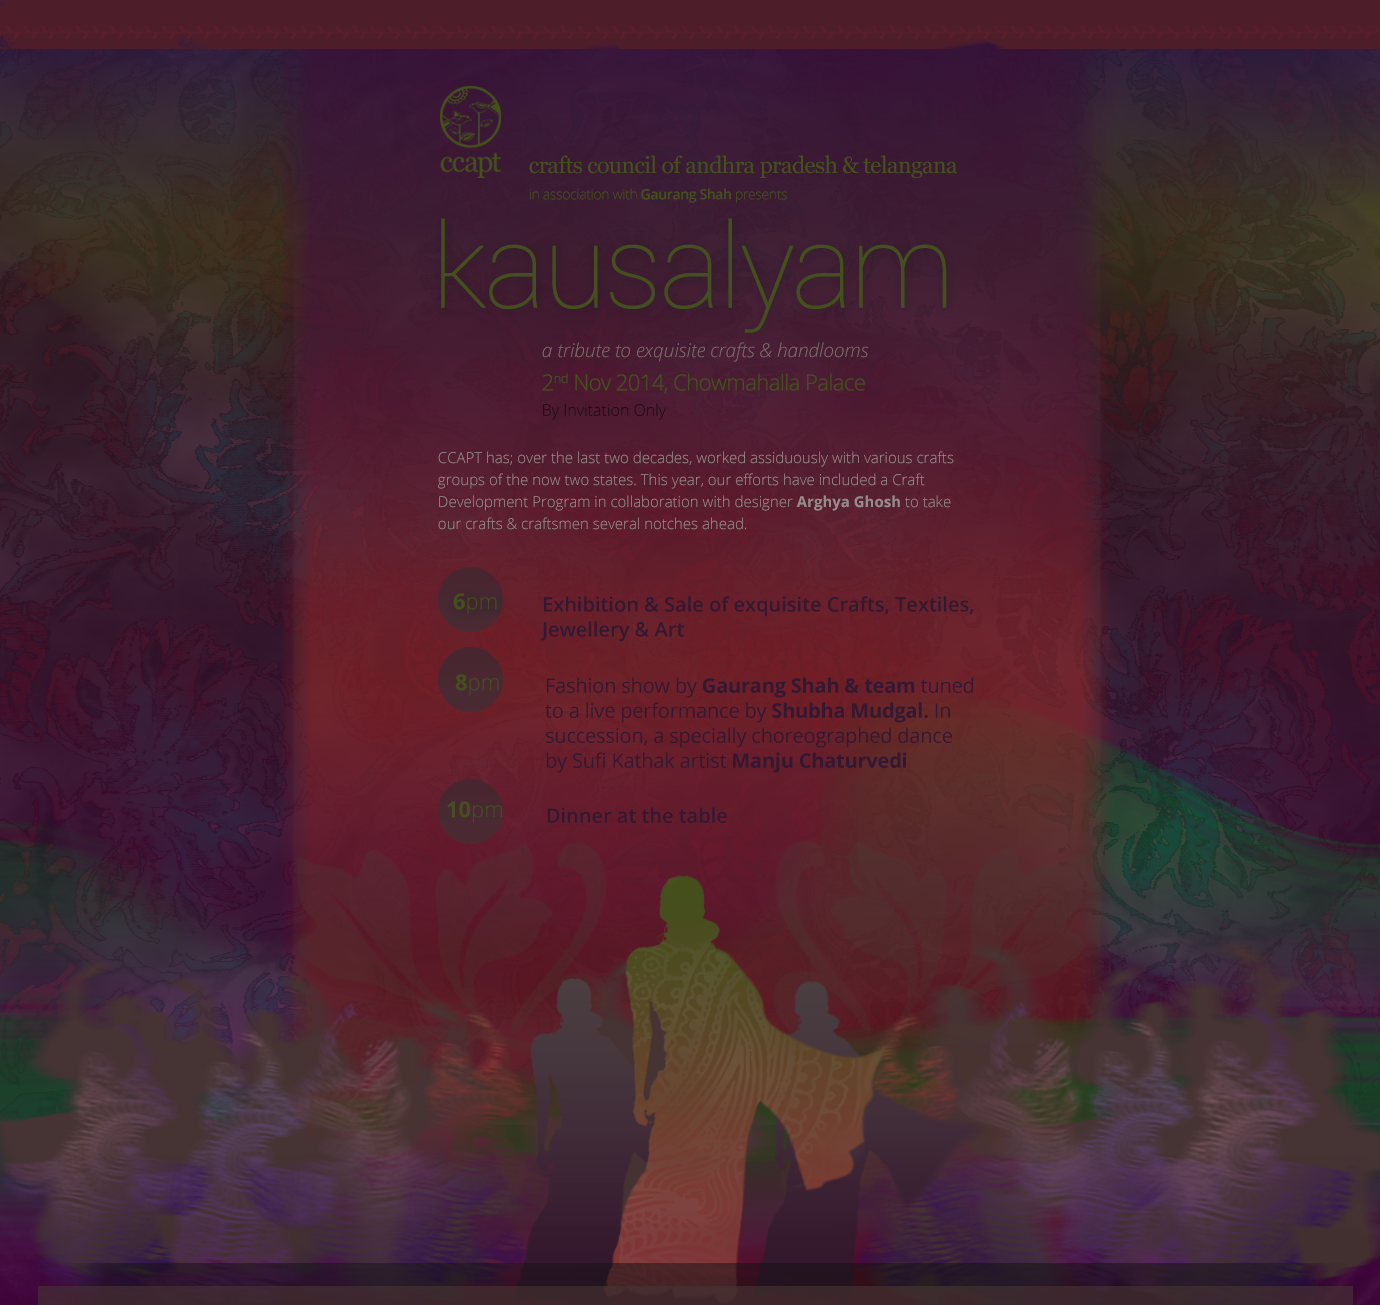 ccapt
crafts council of andhra pradesh & telangana
in association with Gaurang Shah presents
kausalyam
a tribute to exquisite crafts & handlooms
2nd Nov 2014, Chowmahalla Palace
By Invitation Only
CCAPT has; over the last two decades, worked assiduously with various crafts
groups of the now two states. This year, our efforts have included a Craft
Development Program in collaboration with designer Arghya Ghosh to take
our crafts & craftsmen several notches ahead.
6pm
Exhibition & Sale of exquisite Crafts, Textiles,
Jewellery & Art
8pm
Fashion show by Gaurang Shah & team tuned
to a live performance by Shubha Mudgal. In
succession, a specially choreographed dance
by Sufi Kathak artist Manju Chaturvedi
10pm
Dinner at the table